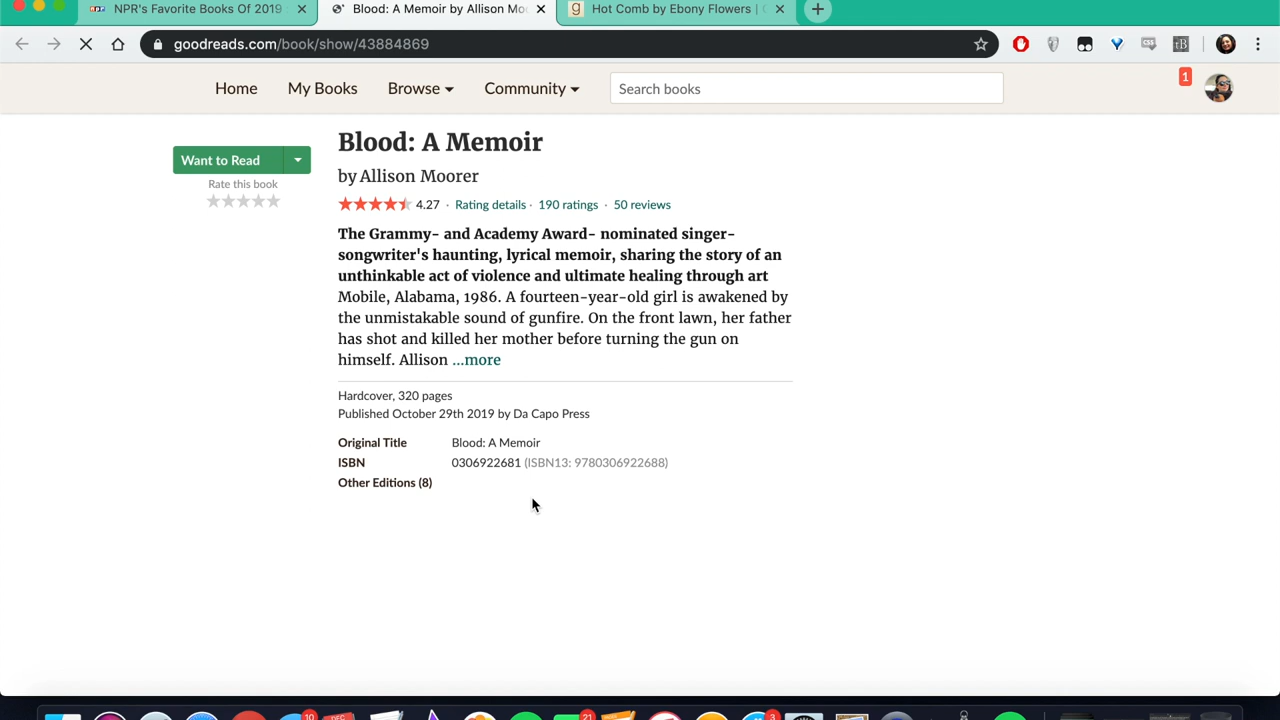 NPR's Favorite Books Of 2019
Blood: A Memoir by Allison Mo
Hot Comb by Ebony Flowers |
goodreads.com/book/show/43884869
CSS
tB
Home
My Books
Browse
Community
Search books
1
Want to Read
Rate this book
Blood: A Memoir
by Allison Moorer
4.27 · Rating details · 190 ratings · 50 reviews
The Grammy- and Academy Award- nominated singer-
songwriter's haunting, lyrical memoir, sharing the story of an
unthinkable act of violence and ultimate healing through art
Mobile, Alabama, 1986. A fourteen-year-old girl is awakened by
the unmistakable sound of gunfire. On the front lawn, her father
has shot and killed her mother before turning the gun on
himself. Allison ...more
Hardcover, 320 pages
Published October 29th 2019 by Da Capo Press
Original Title Blood: A Memoir
ISBN 0306922681 (ISBN13: 9780306922688)
Other Editions (8)
10
DEC
21
3